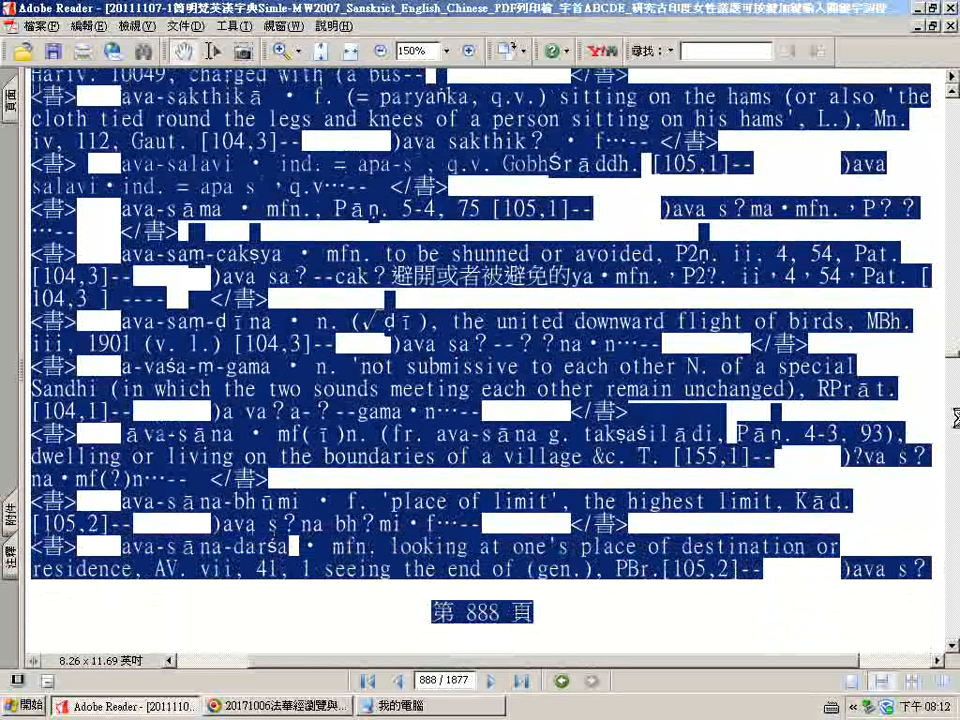 Adobe Reader - [20111107-1簡明梵英漢字典Simle-MW2007_Sanskrict_English_Chinese_PDF列印檔_字首ABCDE_研究古印度女性議題可按
檔案(F) 編輯(E) 檢視(V) 文件(D) 工具(T) 視窗(W) 說明(H)
150% Y! 尋找：
頁面
附件
註釋
Hariv. 10049, charged with (a bus-- </書>
<書> ava-sakthikā • f. (= paryaṅka, q.v.) sitting on the hams (or also 'the
cloth tied round the legs and knees of a person sitting on his hams', L.), Mn.
iv, 112, Gaut. [104,3]-- )ava sakthik? • f…-- </書>
<書> ava-salavi • ind. = apa-s , q.v. GobhŚrāddh. [105,1]-- )ava
salavi•ind. = apa s ，q.v…-- </書>
<書> ava-sāma • mfn., Pāṇ. 5-4, 75 [105,1]-- )ava s?ma•mfn.，P??
…-- </書>
<書> ava-saṃ-cakṣya • mfn. to be shunned or avoided, P2ṇ. ii, 4, 54, Pat.
[104,3]-- )ava sa?--cak?避開或者被避免的ya•mfn.，P2?. ii，4，54，Pat. [
104,3 ] ---- </書>
<書> ava-saṃ-ḍīna • n. (√ḍī), the united downward flight of birds, MBh.
iii, 1901 (v. l.) [104,3]-- )ava sa?--??na•n…-- </書>
<書> a-vaśa-ṃ-gama • n. 'not submissive to each other N. of a special
Sandhi (in which the two sounds meeting each other remain unchanged), RPrāt.
[104,1]-- )a va?a-?--gama•n…-- </書>
<書> āva-sāna • mf(ī)n. (fr. ava-sāna g. takṣaśilādi, Pāṇ. 4-3. 93),
dwelling or living on the boundaries of a village &c. T. [155,1]-- )?va s?
na•mf(?)n…-- </書>
<書> ava-sāna-bhūmi • f. 'place of limit', the highest limit, Kād.
[105,2]-- )ava s?na bh?mi•f…-- </書>
<書> ava-sāna-darśa • mfn. looking at one's place of destination or
residence, AV. vii, 41, 1 seeing the end of (gen.), PBr.[105,2]-- )ava s?
第 888 頁
8.26 x 11.69 英吋
888 / 1877
開始 Adobe Reader - [201110... 20171006法華經瀏覽與... 我的電腦 下午 08:12